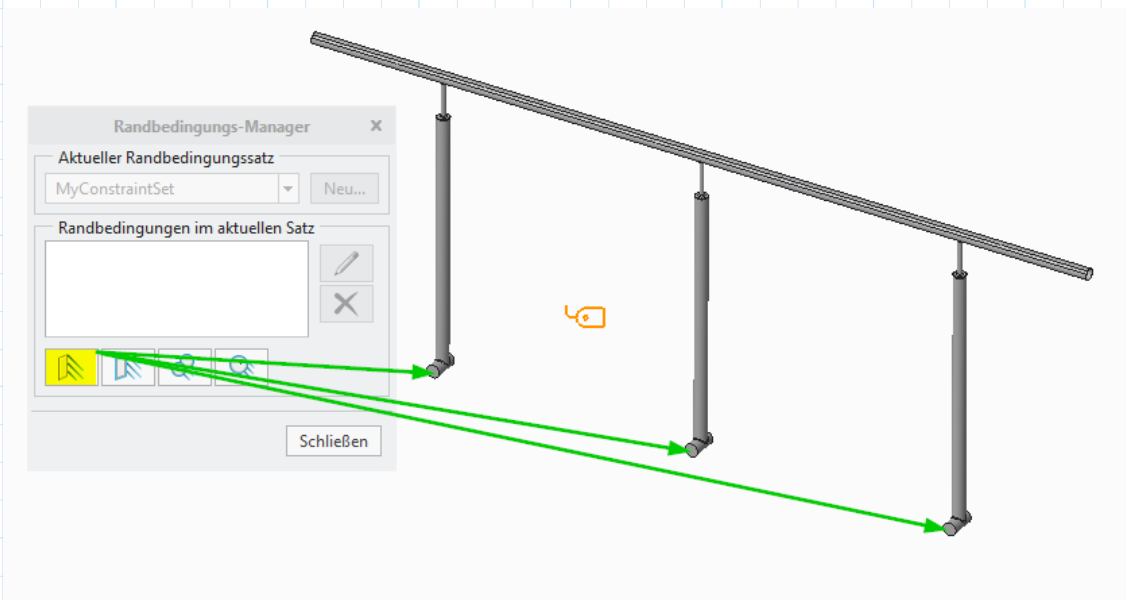 Randbedingungs-Manager
Aktueller Randbedingungssatz
MyConstraintSet
Neu...
Randbedingungen im aktuellen Satz
Schließen